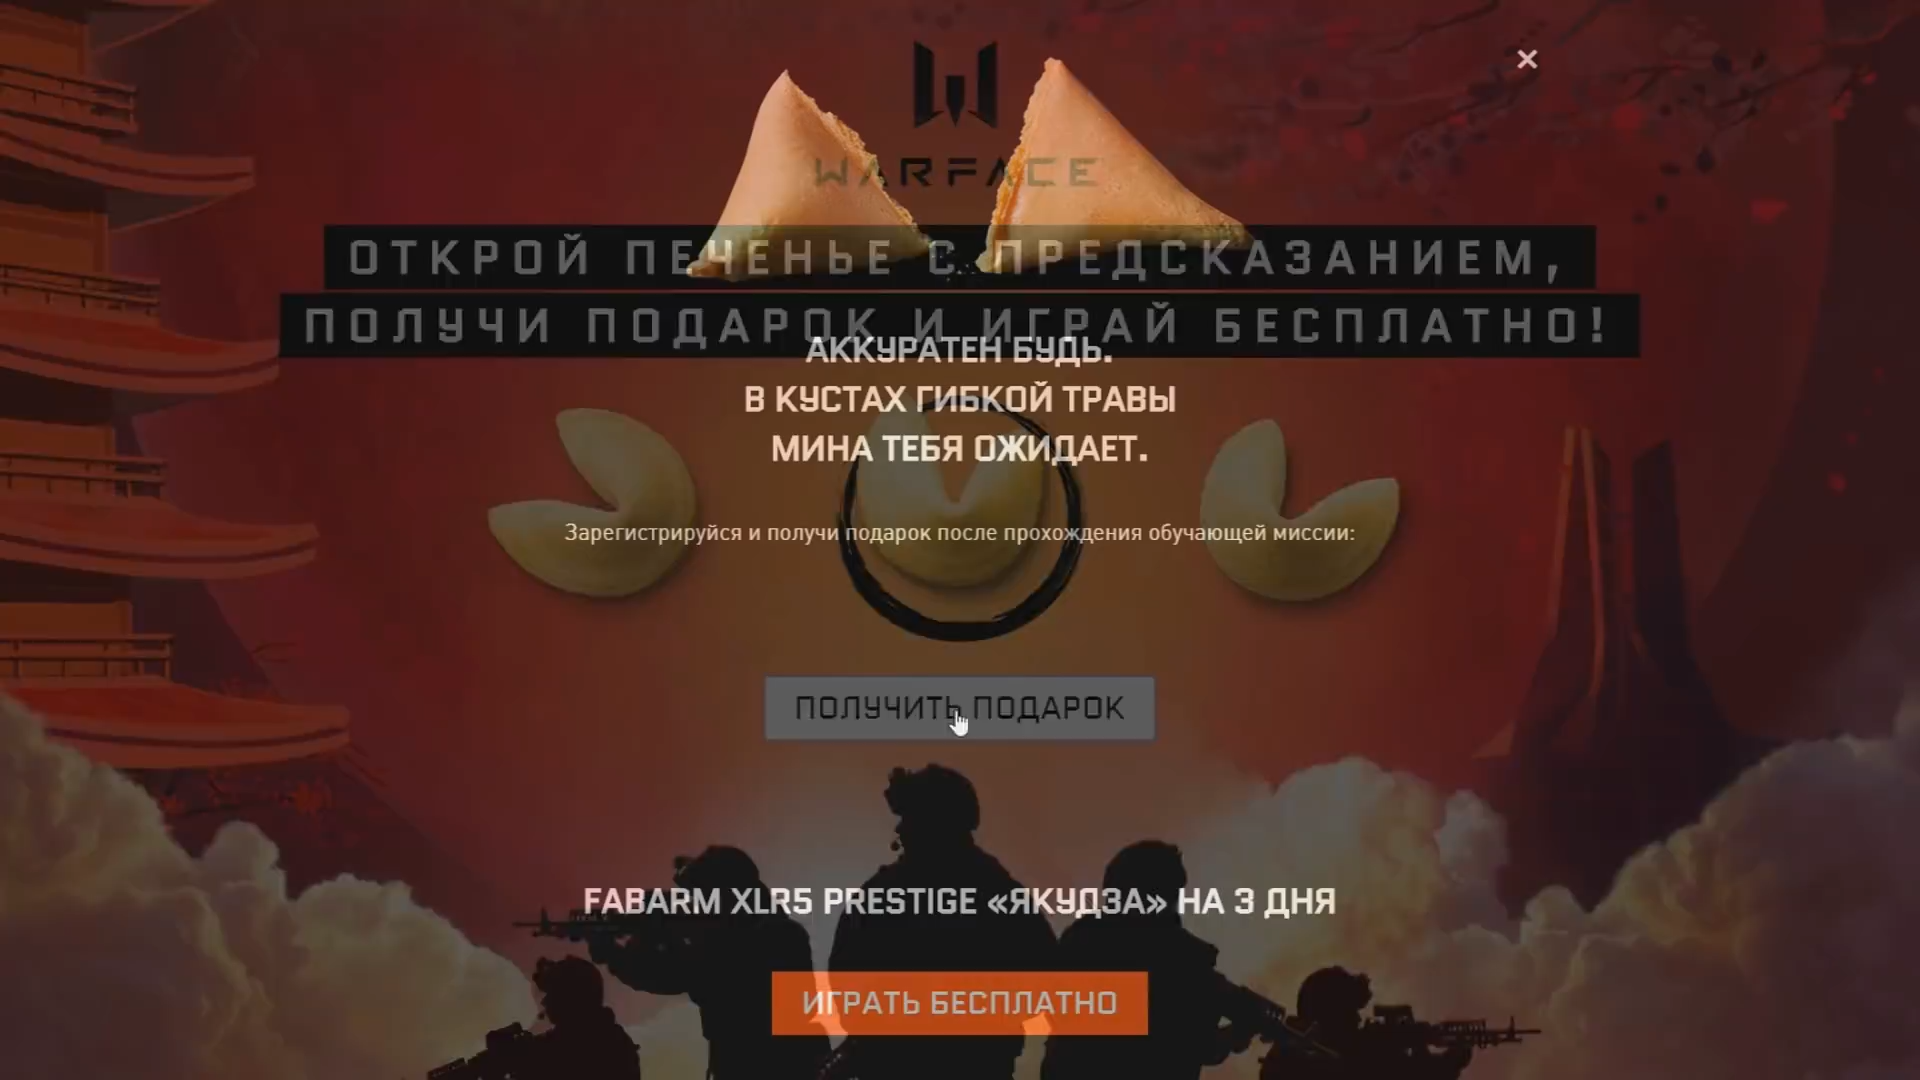 WARFACE
ОТКРОЙ ПЕЧЕНЬЕ С ПРЕДСКАЗАНИЕМ,
ПОЛУЧИ ПОДАРОК И ИГРАЙ БЕСПЛАТНО!
АККУРАТЕН БУДЬ.
В КУСТАХ ГИБКОЙ ТРАВЫ
МИНА ТЕБЯ ОЖИДАЕТ.
Зарегистрируйся и получи подарок после прохождения обучающей миссии:
ПОЛУЧИТЬ ПОДАРОК
FABARM XLR5 PRESTIGE «ЯКУДЗА» НА 3 ДНЯ
ИГРАТЬ БЕСПЛАТНО